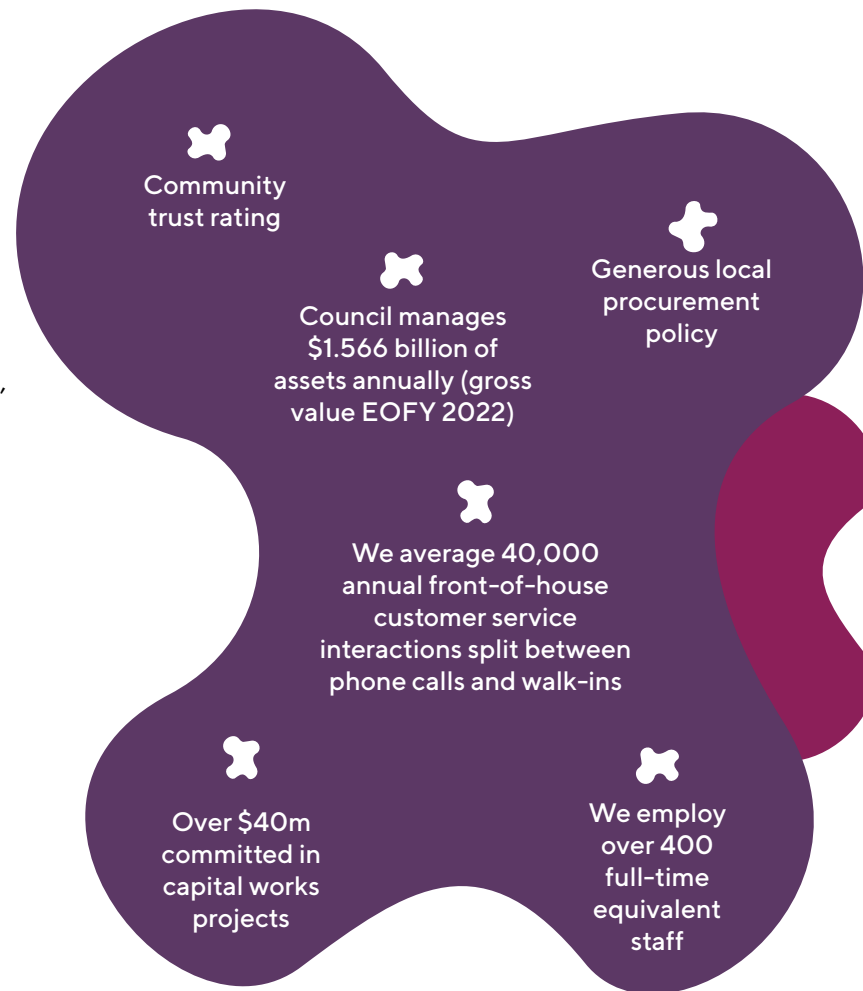 Community
trust rating
Generous local
procurement
policy
Council manages
$1.566 billion of
assets annually (gross
value EOFY 2022)
,
We average 40,000
annual front-of-house
customer service
interactions split between
phone calls and walk-ins
Over $40m
committed in
capital works
projects
We employ
over 400
full-time
equivalent
staff